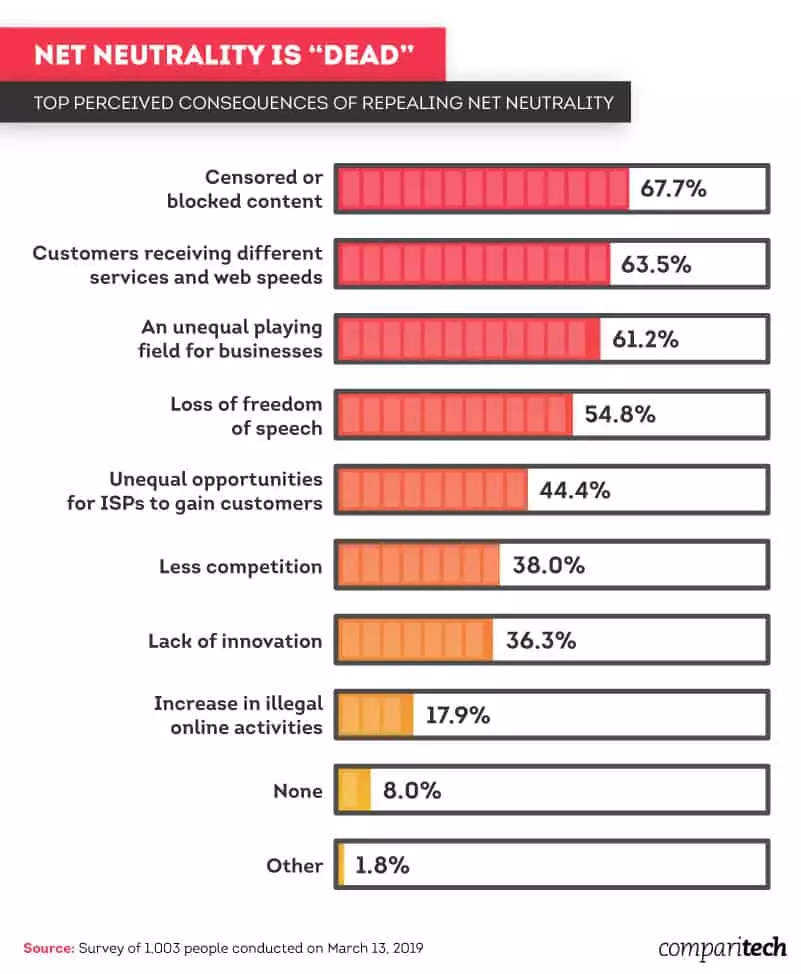 NET NEUTRALITY IS “DEAD”
TOP PERCEIVED CONSEQUENCES OF REPEALING NET NEUTRALITY
Censored or
blocked content
67.7%
Customers receiving different
services and web speeds
63.5%
An unequal playing
field for businesses
61.2%
Loss of freedom
of speech
54.8%
Unequal opportunities
for ISPs to gain customers
44.4%
Less competition
38.0%
Lack of innovation
36.3%
Increase in illegal
online activities
17.9%
None
8.0%
Other
1.8%
Source: Survey of 1,003 people conducted on March 13, 2019
comparitech